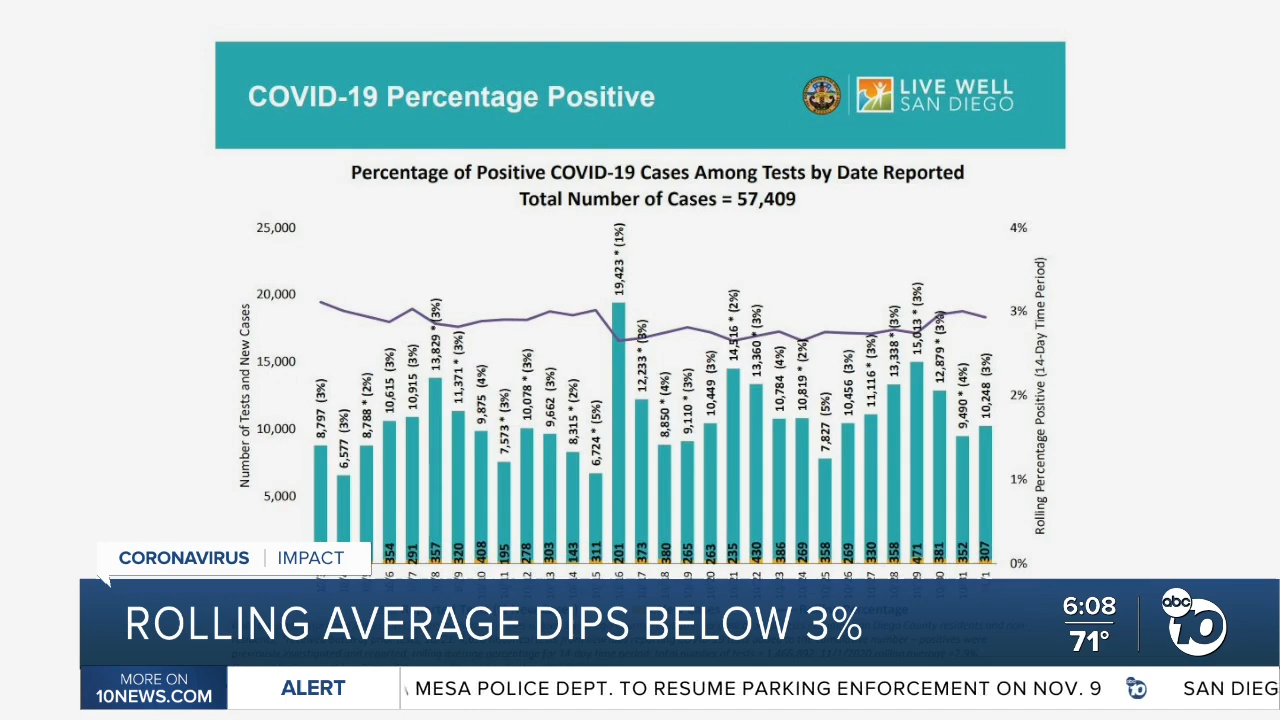 COVID-19 Percentage Positive
LIVE WELL
SAN DIEGO
Percentage of Positive COVID-19 Cases Among Tests by Date Reported
Total Number of Cases = 57,409
Number of Tests and New Cases
25,000
20,000
15,000
10,000
5,000
8,797 (3%)
6,577 (3%)
8,788 * (2%)
10,615 (3%)
10,915 (3%)
13,829 * (3%)
11,371 * (3%)
9,875 (4%)
7,573 * (3%)
10,078 * (3%)
9,662 (3%)
8,315 * (2%)
6,724 * (5%)
19,423 * (1%)
12,233 * (3%)
8,850 * (4%)
9,110 * (3%)
10,449 (3%)
14,516 * (2%)
13,360 * (3%)
10,784 (4%)
10,819 * (2%)
7,827 (5%)
10,456 (3%)
11,116 * (3%)
13,338 * (3%)
15,013 * (3%)
12,879 * (3%)
9,490 * (4%)
10,248 (3%)
354
291
357
320
408
195
278
303
143
311
201
373
380
265
263
235
430
386
269
358
269
330
358
471
381
352
307
4%
3%
2%
1%
0%
Rolling Percentage Positive (14-Day Time Period)
CORONAVIRUS | IMPACT
ROLLING AVERAGE DIPS BELOW 3%
6:08
71°
abc 10
MORE ON
10NEWS.COM
ALERT
MESA POLICE DEPT. TO RESUME PARKING ENFORCEMENT ON NOV. 9
SAN DIEG